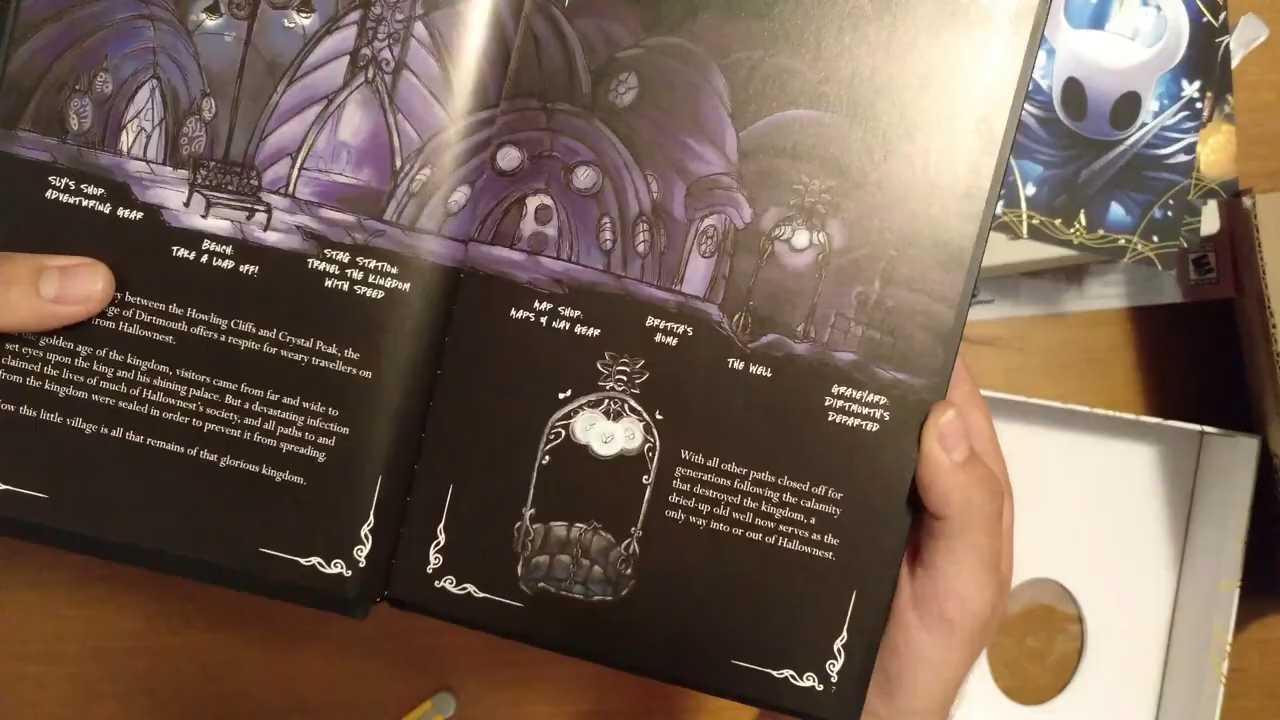 SLY'S SHOP:
ADVENTURING GEAR
BENCH:
TAKE A LOAD OFF!
STAG STATION:
TRAVEL THE KINGDOM
WITH SPEED
between the Howling Cliffs and Crystal Peak, the
of Dirtmouth offers a respite for weary travellers on
from Hallownest.
golden age of the kingdom, visitors came from far and wide to
set eyes upon the king and his shining palace. But a devastating infection
claimed the lives of much of Hallownest's society, and all paths to and
from the kingdom were sealed in order to prevent it from spreading.
Now this little village is all that remains of that glorious kingdom.
MAP SHOP:
MAPS & NAV GEAR
BRETTA'S
HOME
THE WELL
GRAVEYARD:
DIRTMOUTH'S
DEPARTED
With all other paths closed off for
generations following the calamity
that destroyed the kingdom, a
dried-up old well now serves as the
only way into or out of Hallownest.
7